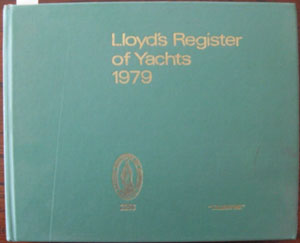 Lloyd's Register
of Yachts
1979